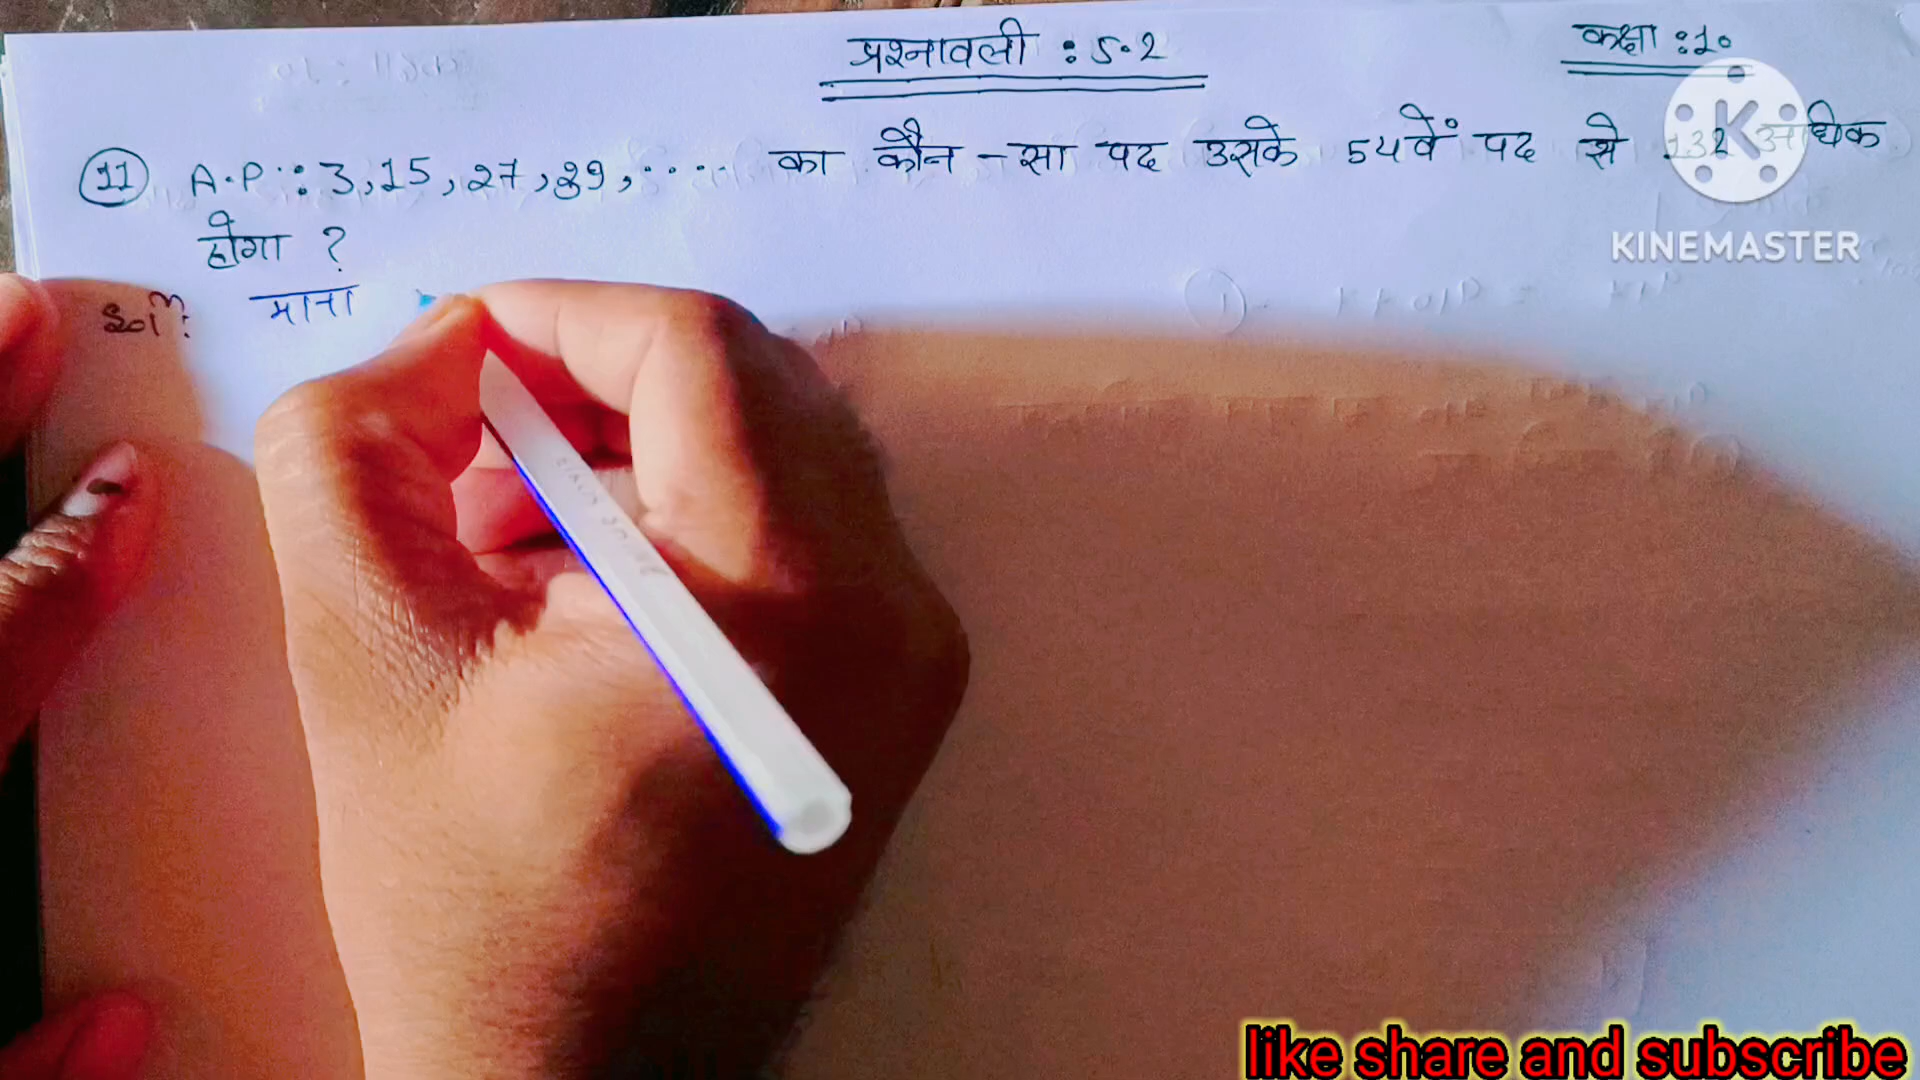 प्रश्नावली : 5.2
कक्षा : 10
11 A.P.: 3, 15, 27, 39, ..... का कौन - सा पद उसके 54वें पद से 132 अधिक
होगा ?
Solⁿ: माना
KINEMASTER
like share and subscribe